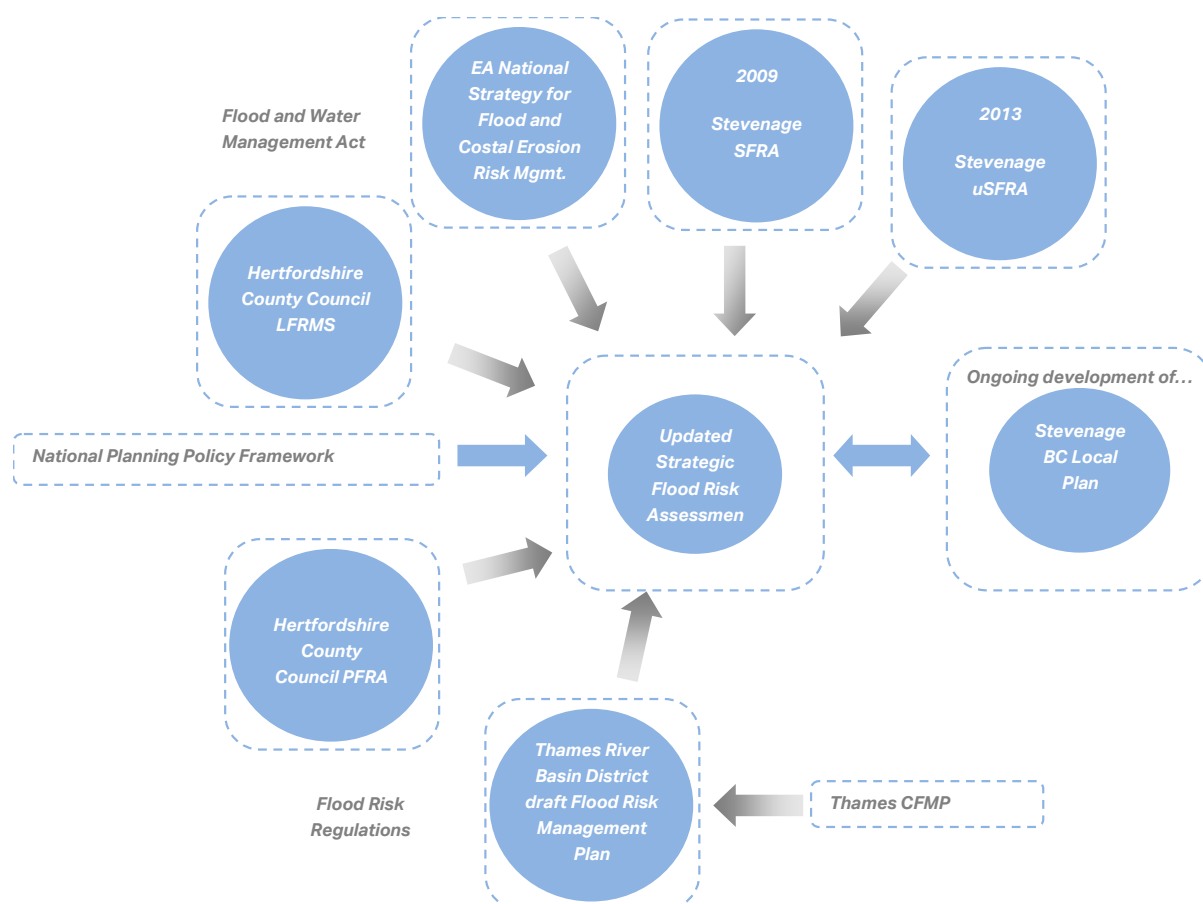 EA National
Strategy for
Flood and
Costal Erosion
Risk Mgmt.
2009
Stevenage
SFRA
2013
Stevenage
uSFRA
Flood and Water
Management Act
Hertfordshire
County Council
LFRMS
Ongoing development of...
Stevenage
BC Local
Plan
National Planning Policy Framework
Updated
Strategic
Flood Risk
Assessmen
Hertfordshire
County
Council PFRA
Thames River
Basin District
draft Flood Risk
Management
Plan
Flood Risk
Regulations
Thames CFMP